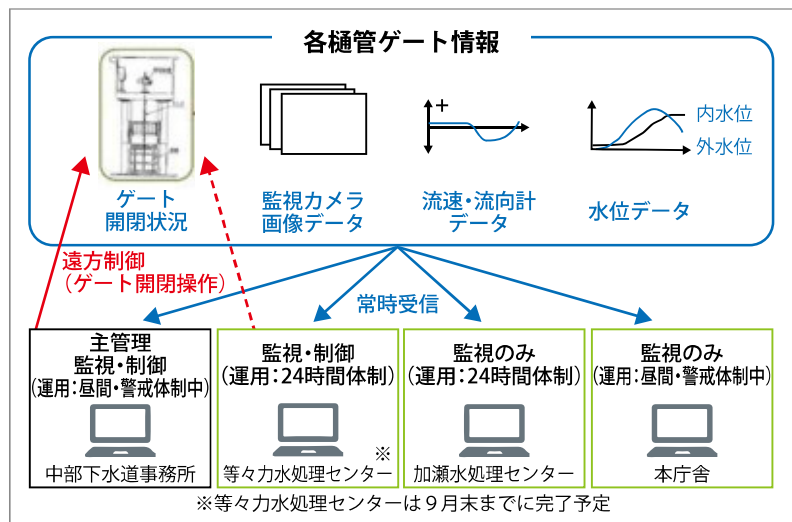 各樋管ゲート情報
ゲート
開閉状況
監視カメラ
画像データ
+
流速・流向計
データ
内水位
外水位
水位データ
遠方制御
（ゲート開閉操作）
常時受信
主管理
監視・制御
（運用：昼間・警戒体制中）
中部下水道事務所
監視・制御
（運用：24時間体制）
※
等々力水処理センター
監視のみ
（運用：24時間体制）
加瀬水処理センター
監視のみ
（運用：昼間・警戒体制中）
本庁舎
※等々力水処理センターは９月末までに完了予定